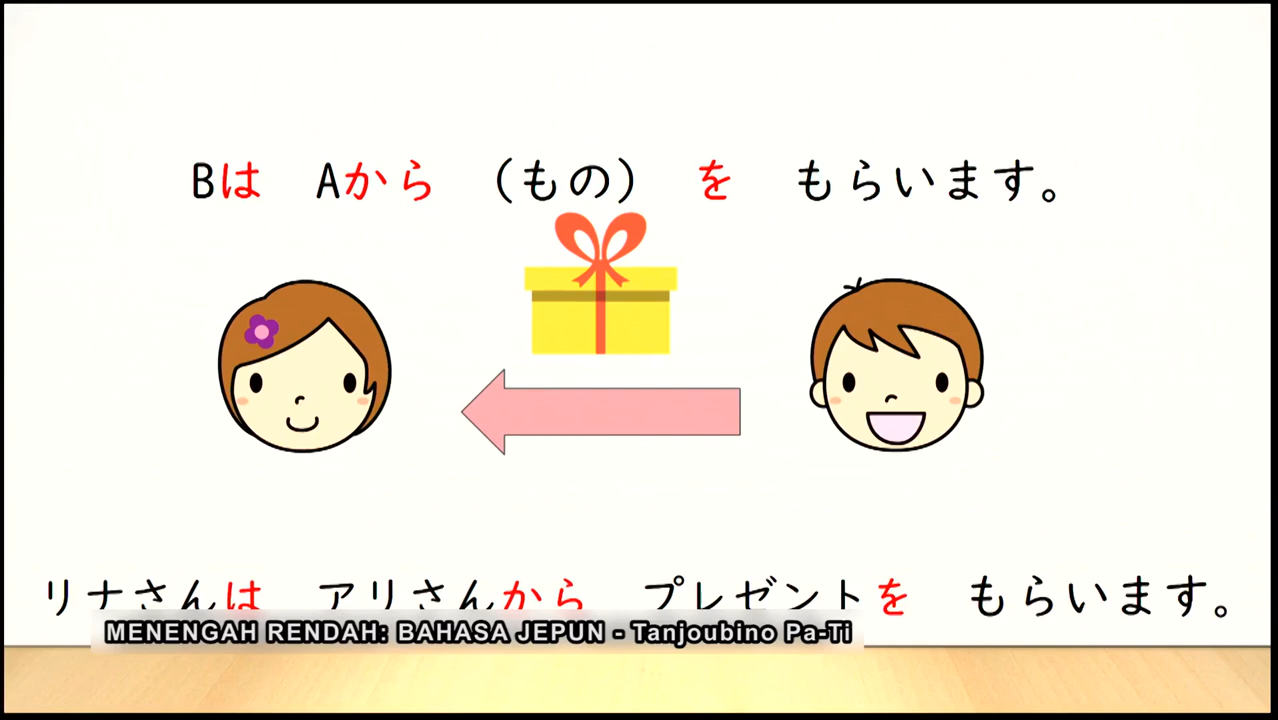 Bは　Aから　（もの）　を　もらいます。
リナさんは　アリさんから　プレゼントを　もらいます。
MENENGAH RENDAH: BAHASA JEPUN - Tanjoubino Pa-Ti